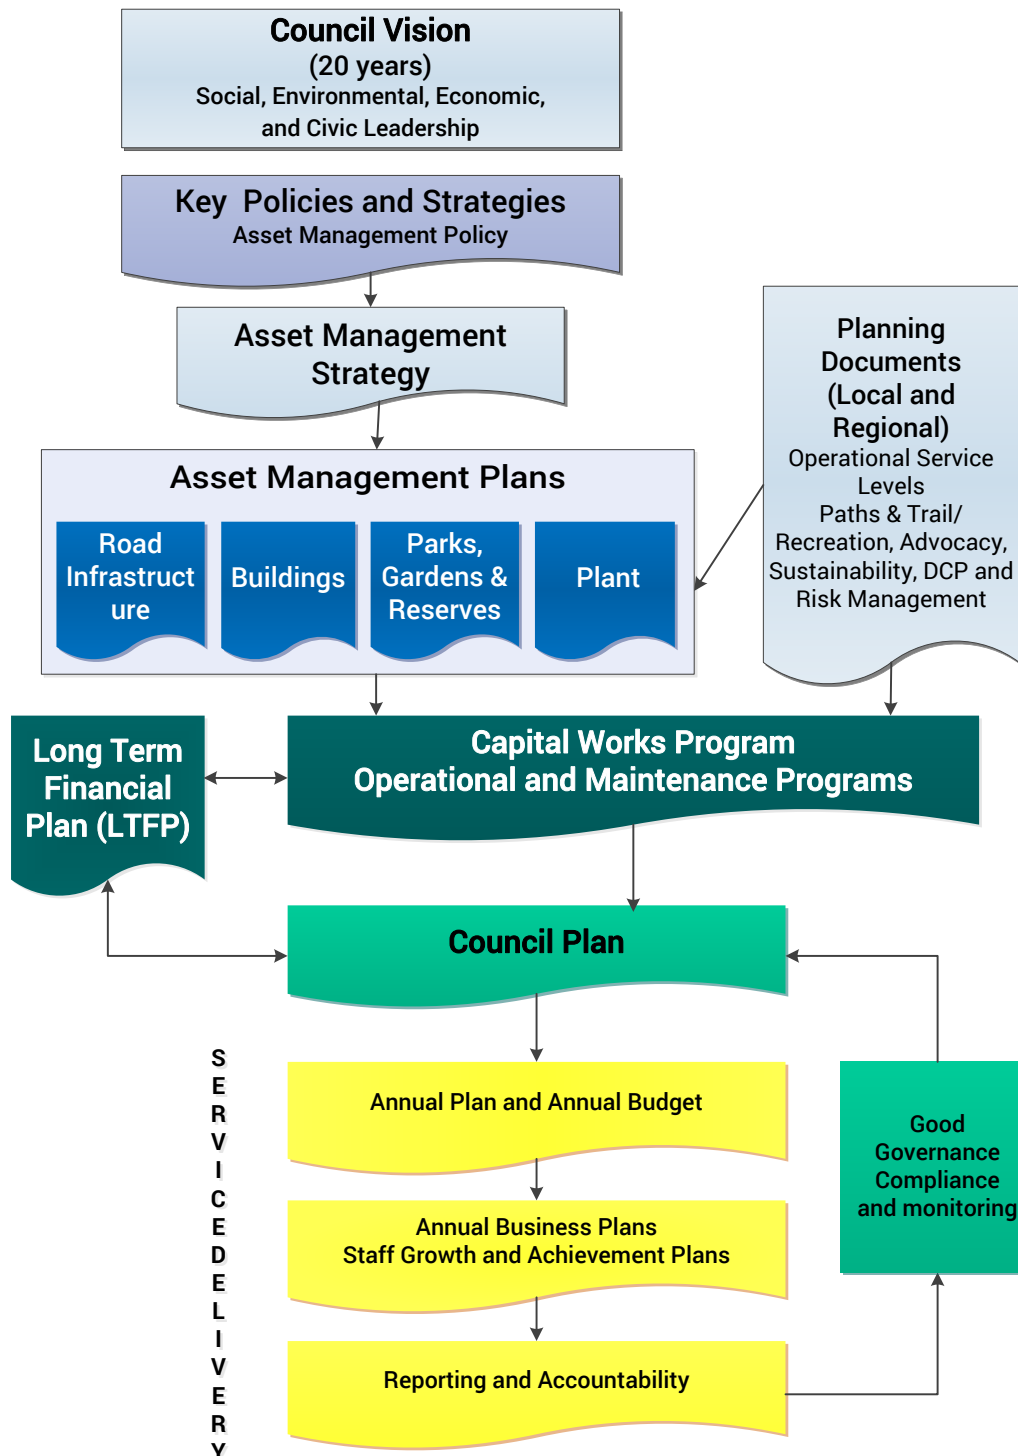 Council Vision
(20 years)
Social, Environmental, Economic,
and Civic Leadership
Key Policies and Strategies
Asset Management Policy
Asset Management
Strategy
Planning
Documents
(Local and
Regional)
Operational Service
Levels
Paths & Trail/
Recreation, Advocacy,
Sustainability, DCP and
Risk Management
Asset Management Plans
Road
Infrastruct
ure
Buildings
Parks,
Gardens &
Reserves
Plant
Long Term
Financial
Plan (LTFP)
Capital Works Program
Operational and Maintenance Programs
Council Plan
S
E
R
V
I
C
E
D
E
L
I
V
E
R
Y
Annual Plan and Annual Budget
Annual Business Plans
Staff Growth and Achievement Plans
Reporting and Accountability
Good
Governance
Compliance
and monitoring